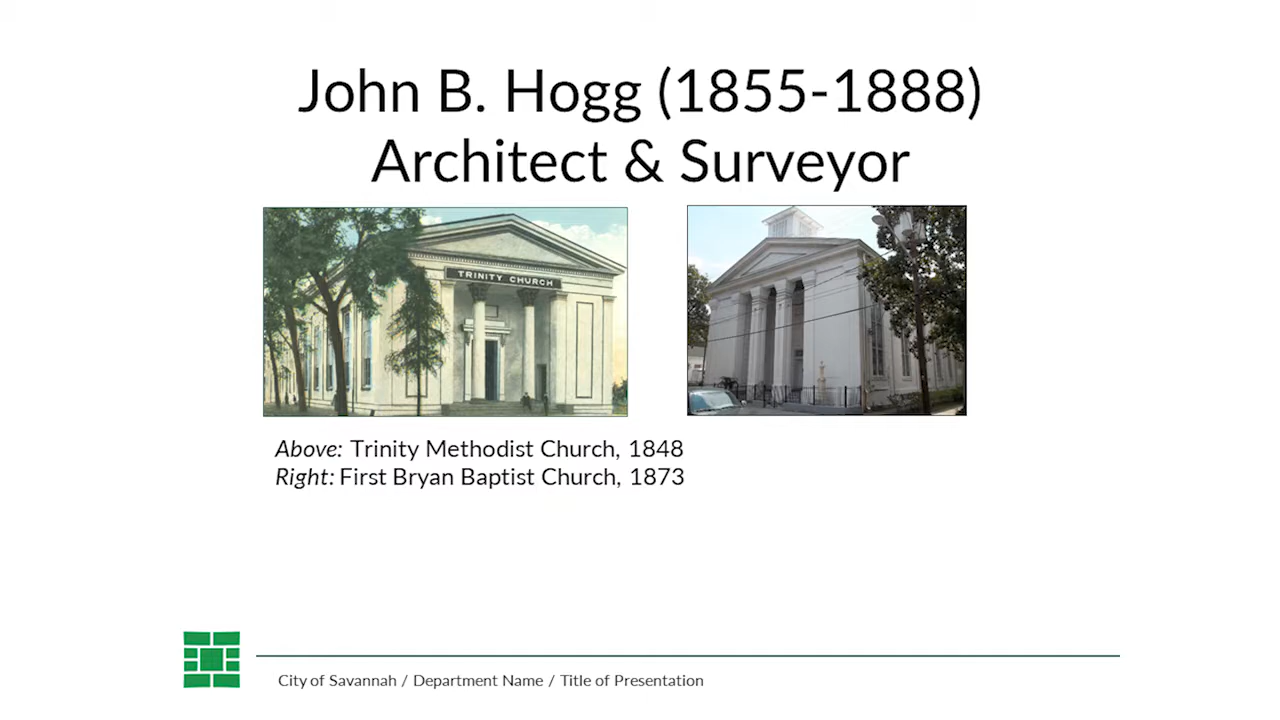 John B. Hogg (1855-1888)
Architect & Surveyor
TRINITY CHURCH
Above: Trinity Methodist Church, 1848
Right: First Bryan Baptist Church, 1873
City of Savannah / Department Name / Title of Presentation